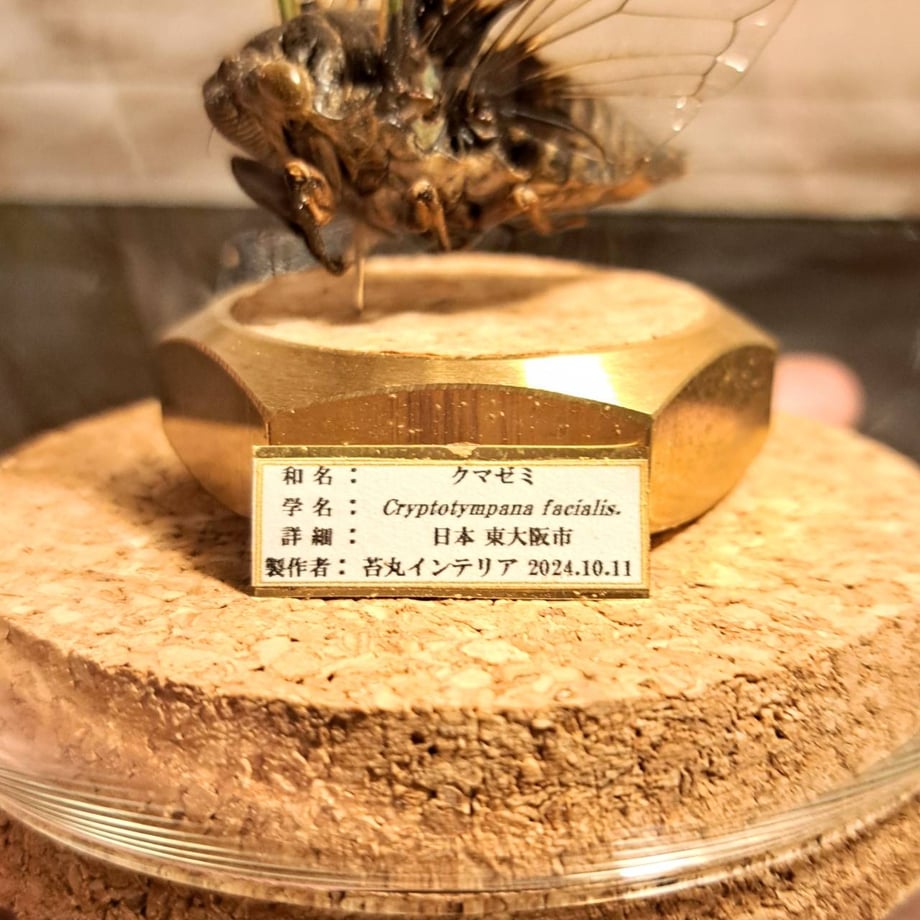 和 名 ： クマゼミ
学 名 ： Cryptotympana facialis.
詳 細 ： 日本 東大阪市
製作者： 苔丸インテリア 2024.10.11